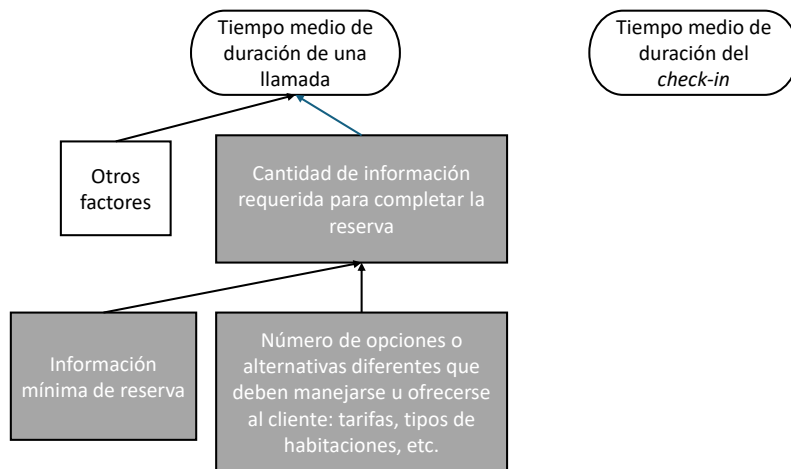 Tiempo medio de
duración de una
llamada
Tiempo medio de
duración del
check-in
Otros
factores
Cantidad de información
requerida para completar la
reserva
Información
mínima de reserva
Número de opciones o
alternativas diferentes que
deben manejarse u ofrecerse
al cliente: tarifas, tipos de
habitaciones, etc.